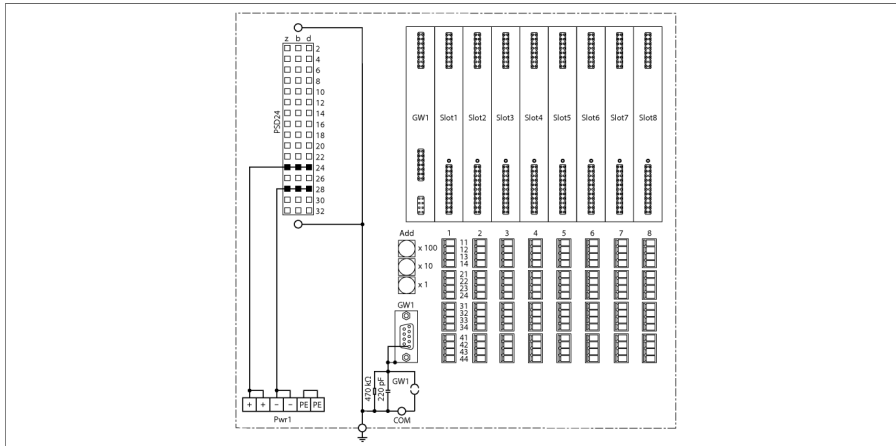 z b d
2
4
6
8
10
12
14
16
18
20
22
24
26
28
30
32
PSD24
GW1 Slot1 Slot2 Slot3 Slot4 Slot5 Slot6 Slot7 Slot8
Add 1 2 3 4 5 6 7 8
x 100
x 10
x 1
11
12
13
14
21
22
23
24
31
32
33
34
41
42
43
44
GW1
470 kΩ
220 pF
GW1
COM
+ + – – PE PE
Pwr1